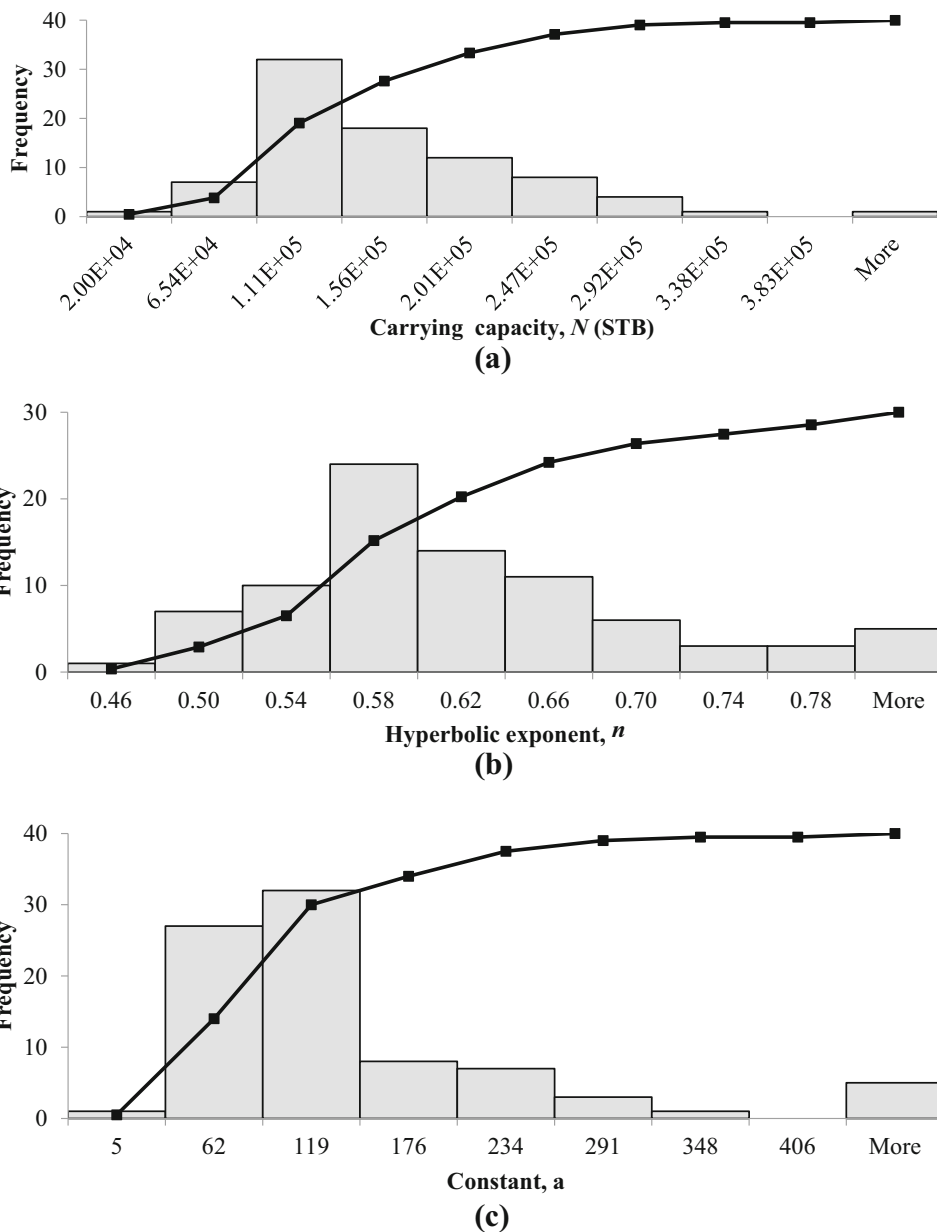 40
30
20
10
0
Frequency
2.00E+04 6.54E+04 1.11E+05 1.56E+05 2.01E+05 2.47E+05 2.92E+05 3.38E+05 3.83E+05 More
Carrying capacity, N (STB)
(a)
30
20
10
0
Frequency
0.46 0.50 0.54 0.58 0.62 0.66 0.70 0.74 0.78 More
Hyperbolic exponent, n
(b)
40
30
20
10
0
Frequency
5 62 119 176 234 291 348 406 More
Constant, a
(c)